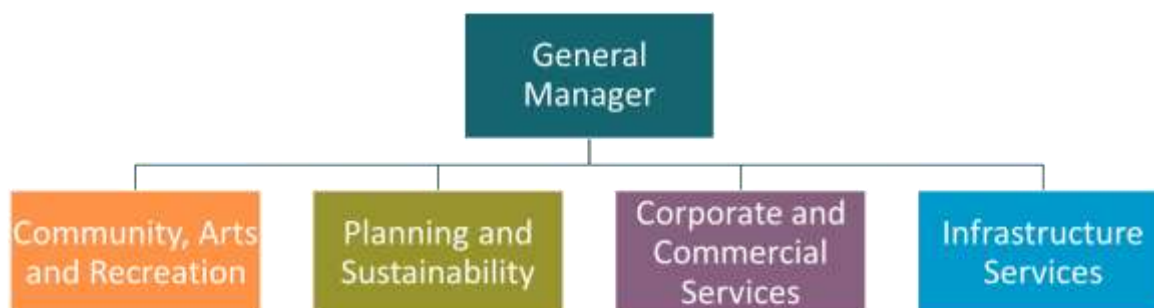 General
Manager
Community, Arts
and Recreation
Planning and
Sustainability
Corporate and
Commercial
Services
Infrastructure
Services